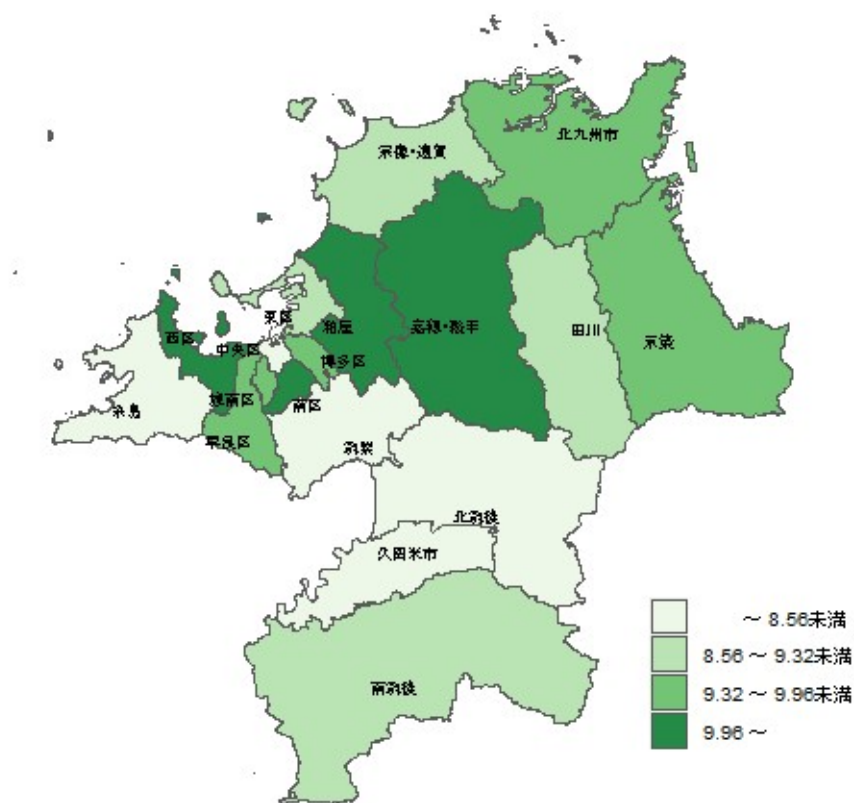 北九州市
宗像・遠賀
東区
粕屋
嘉穂・鞍手
西区
中央区
田川
京築
博多区
城南区
糸島
南区
早良区
筑紫
北筑後
久留米市
南筑後
～ 8.56未満
8.56 ～ 9.32未満
9.32 ～ 9.96未満
9.96 ～